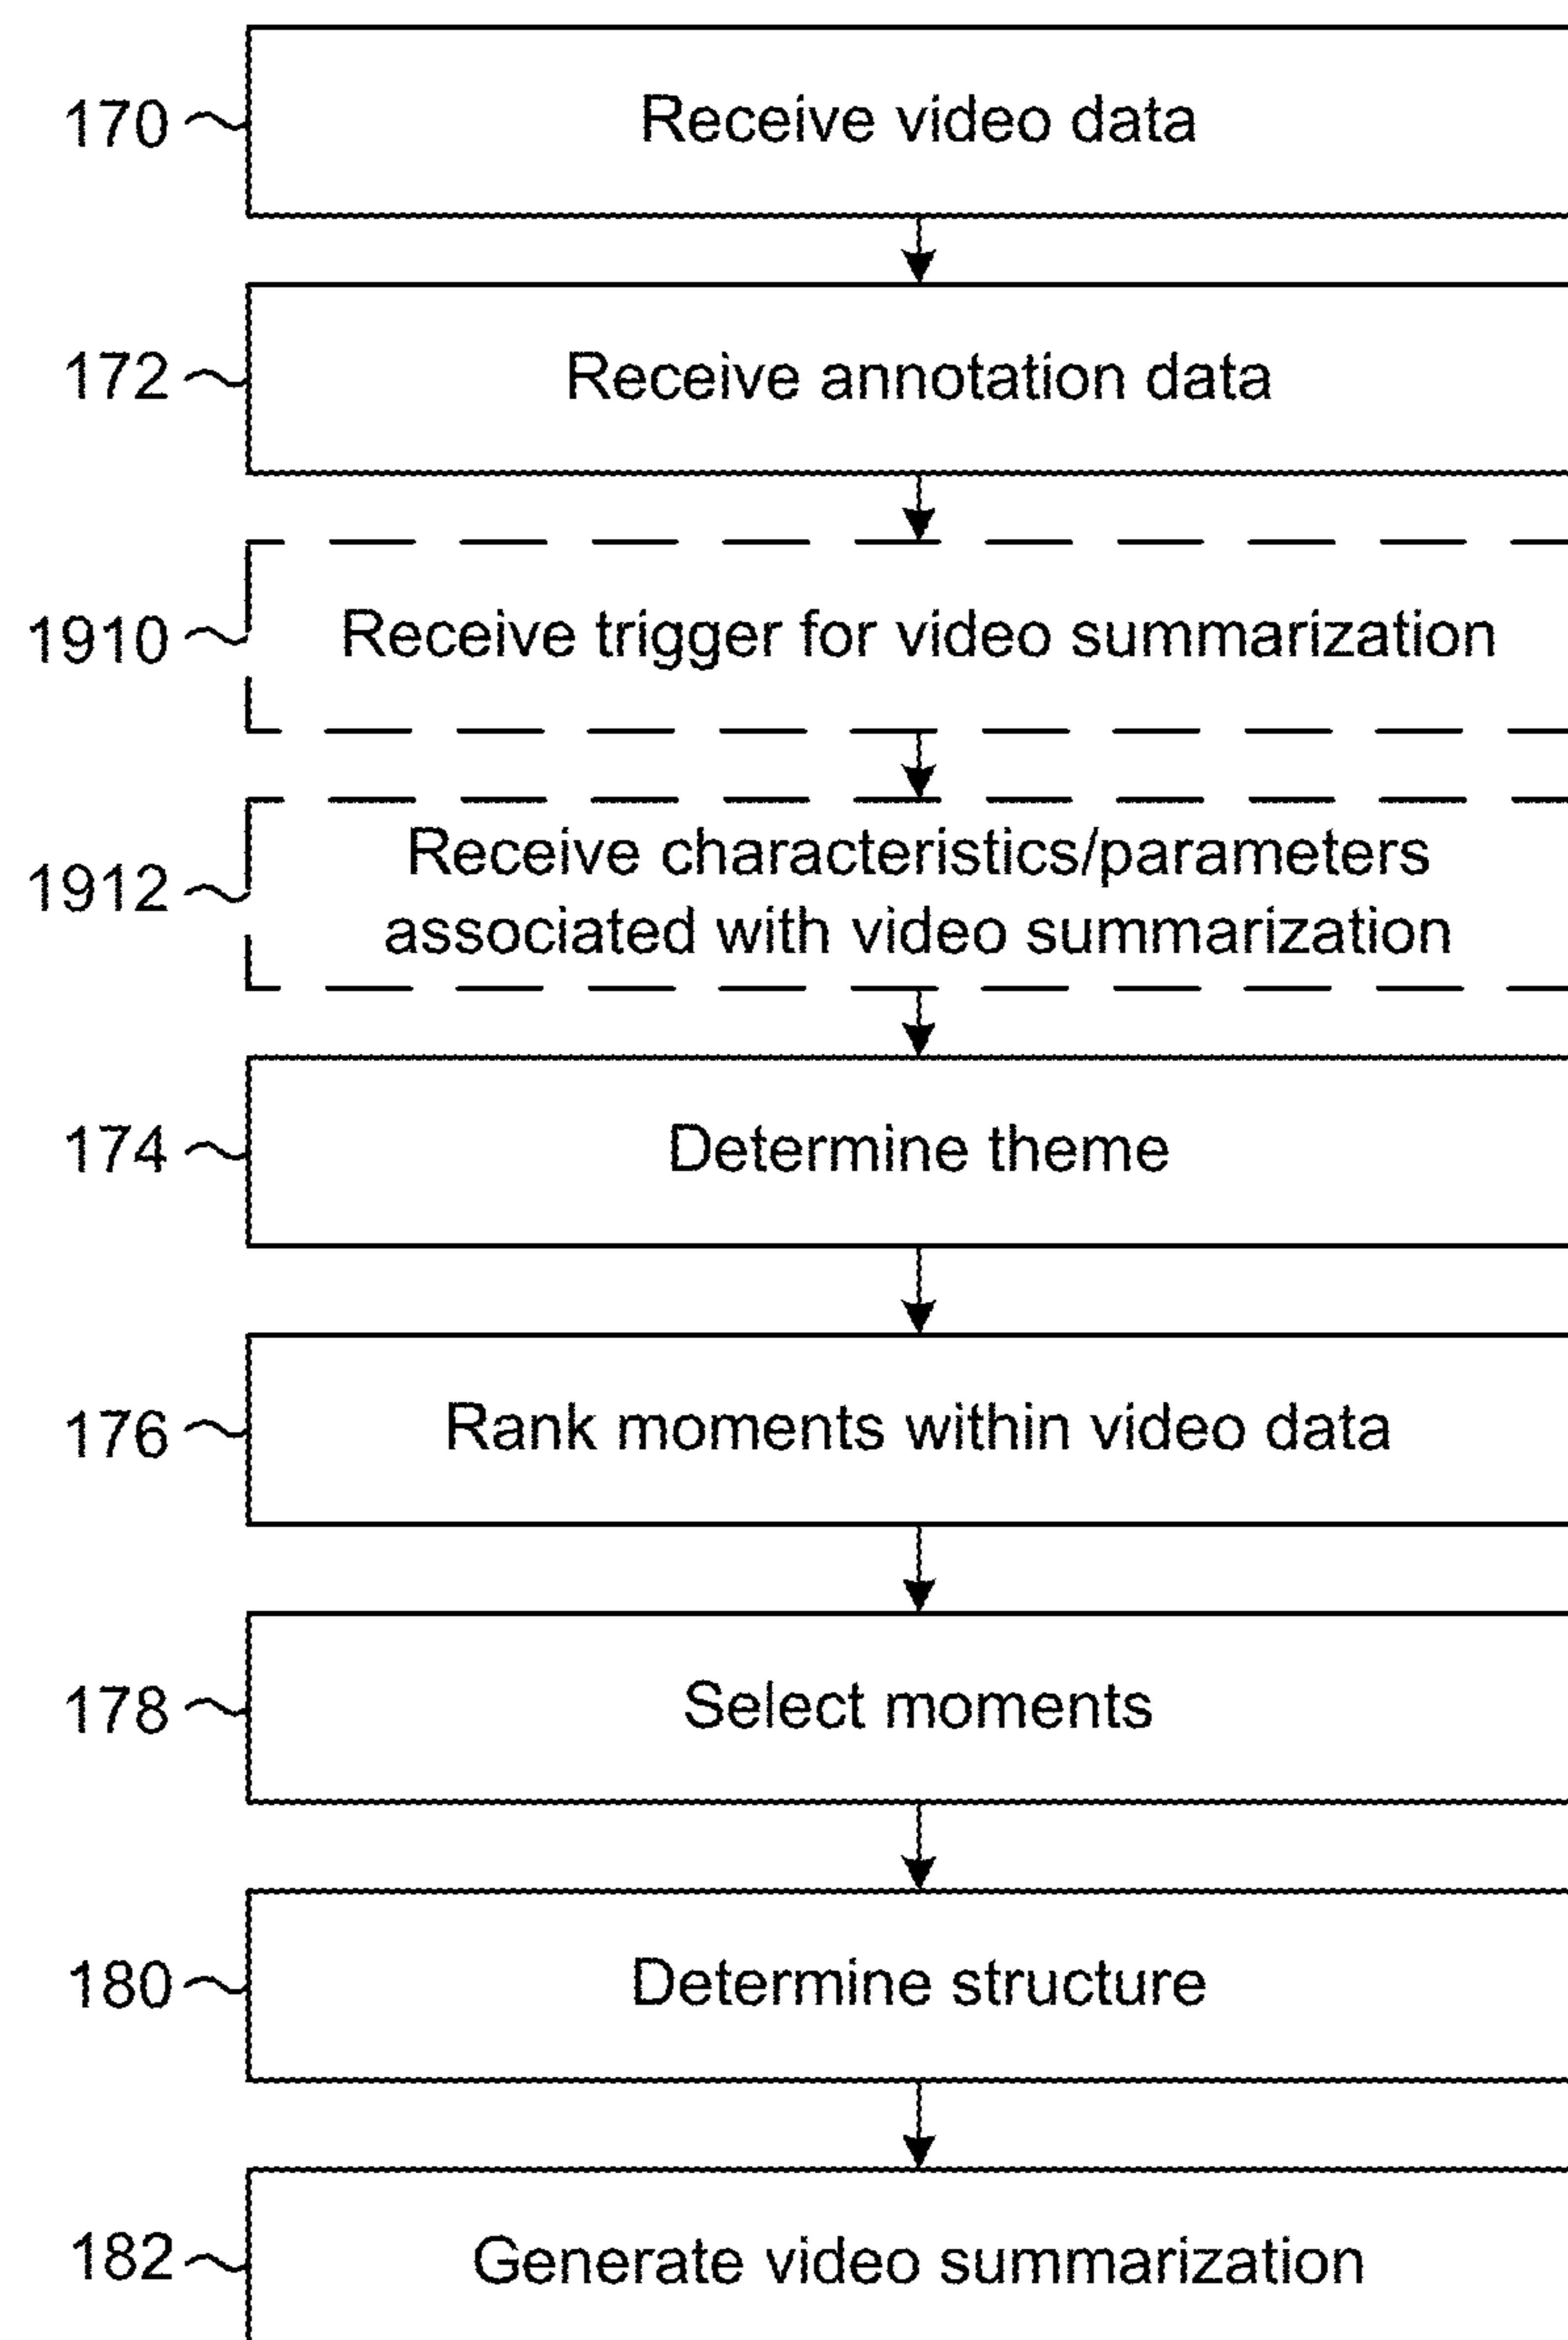 170 Receive video data
172 Receive annotation data
1910 Receive trigger for video summarization
1912 Receive characteristics/parameters
associated with video summarization
174 Determine theme
176 Rank moments within video data
178 Select moments
180 Determine structure
182 Generate video summarization